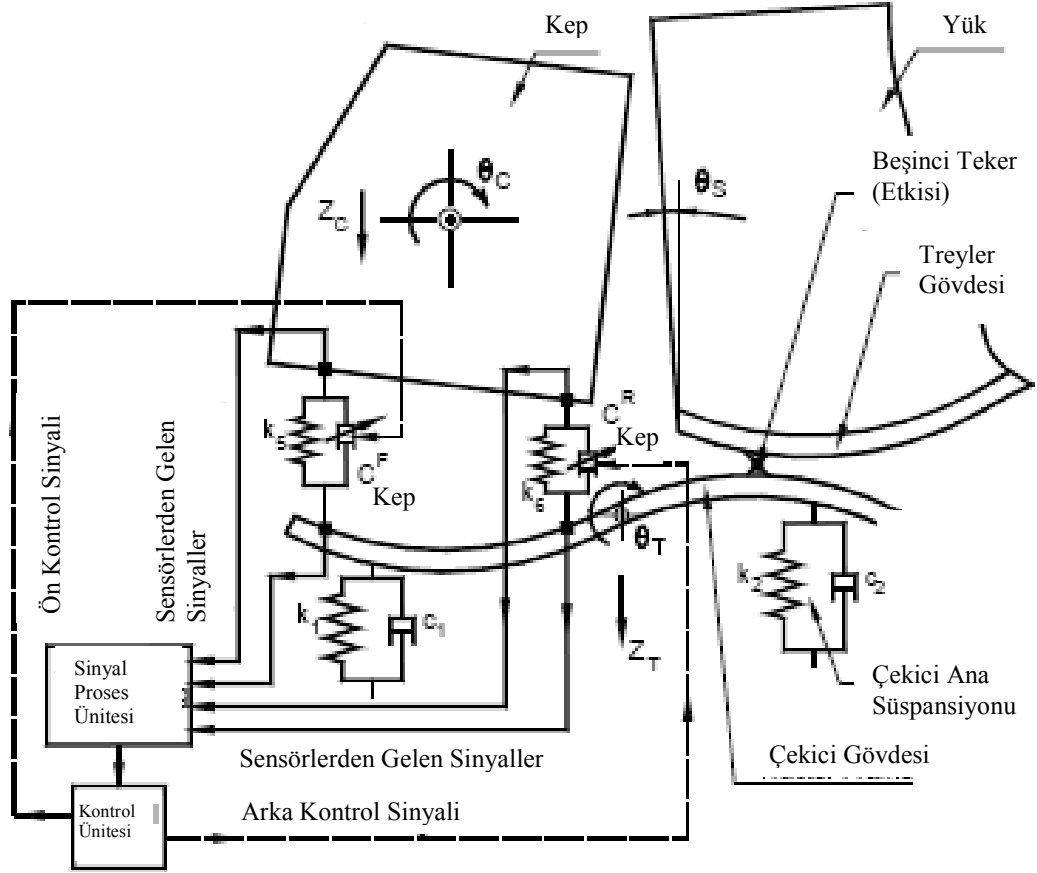 Kep
Yük
Beşinci Teker
(Etkisi)
θS
θC
ZC
Treyler
Gövdesi
Ön Kontrol Sinyali
Sensörlerden Gelen
Sinyaller
k5
C F
Kep
C R
Kep
k6
θT
k1
c1
ZT
k2
c2
Sinyal
Proses
Ünitesi
Çekici Ana
Süspansiyonu
Sensörlerden Gelen Sinyaller
Çekici Gövdesi
Kontrol
Ünitesi
Arka Kontrol Sinyali